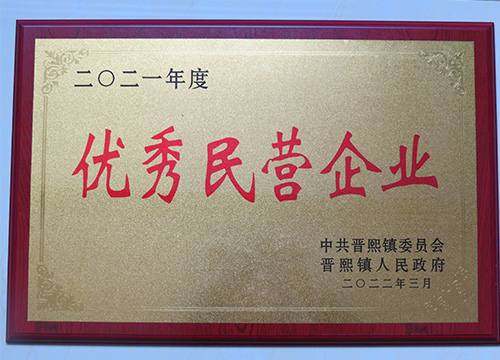 二〇二一年度
优秀民营企业
中共晋熙镇委员会
晋熙镇人民政府
二〇二二年三月